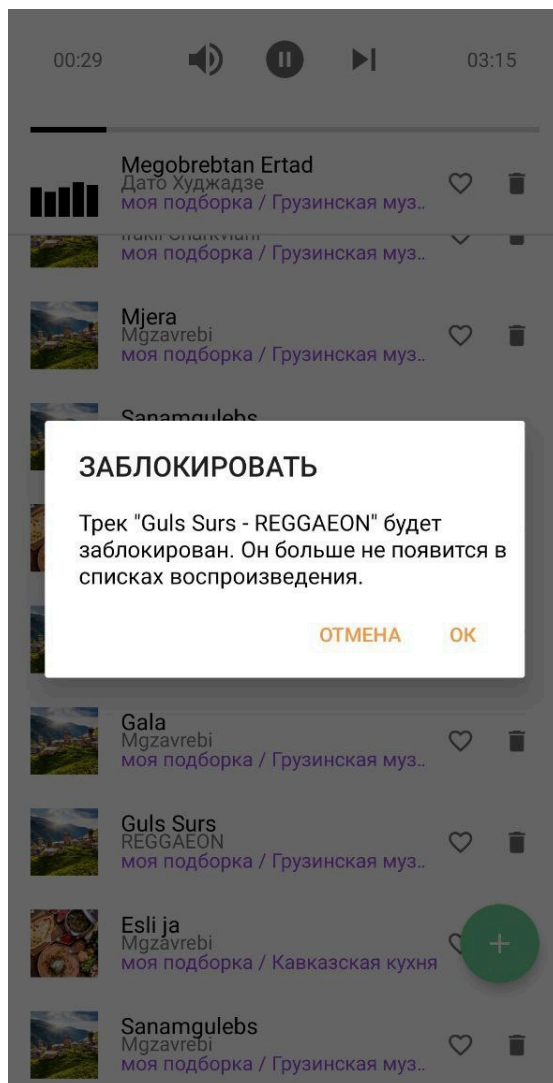 00:29
03:15
Megobrebtan Ertad
Дато Худжадзе
моя подборка / Грузинская муз..
Irakli Charkviani
моя подборка / Грузинская муз..
Mjera
Mgzavrebi
моя подборка / Грузинская муз..
Sanamgulebs
ЗАБЛОКИРОВАТЬ
Трек "Guls Surs - REGGAEON" будет
заблокирован. Он больше не появится в
списках воспроизведения.
ОТМЕНА ОК
Gala
Mgzavrebi
моя подборка / Грузинская муз..
Guls Surs
REGGAEON
моя подборка / Грузинская муз..
Esli ja
Mgzavrebi
моя подборка / Кавказская кухня
Sanamgulebs
Mgzavrebi
моя подборка / Грузинская муз..